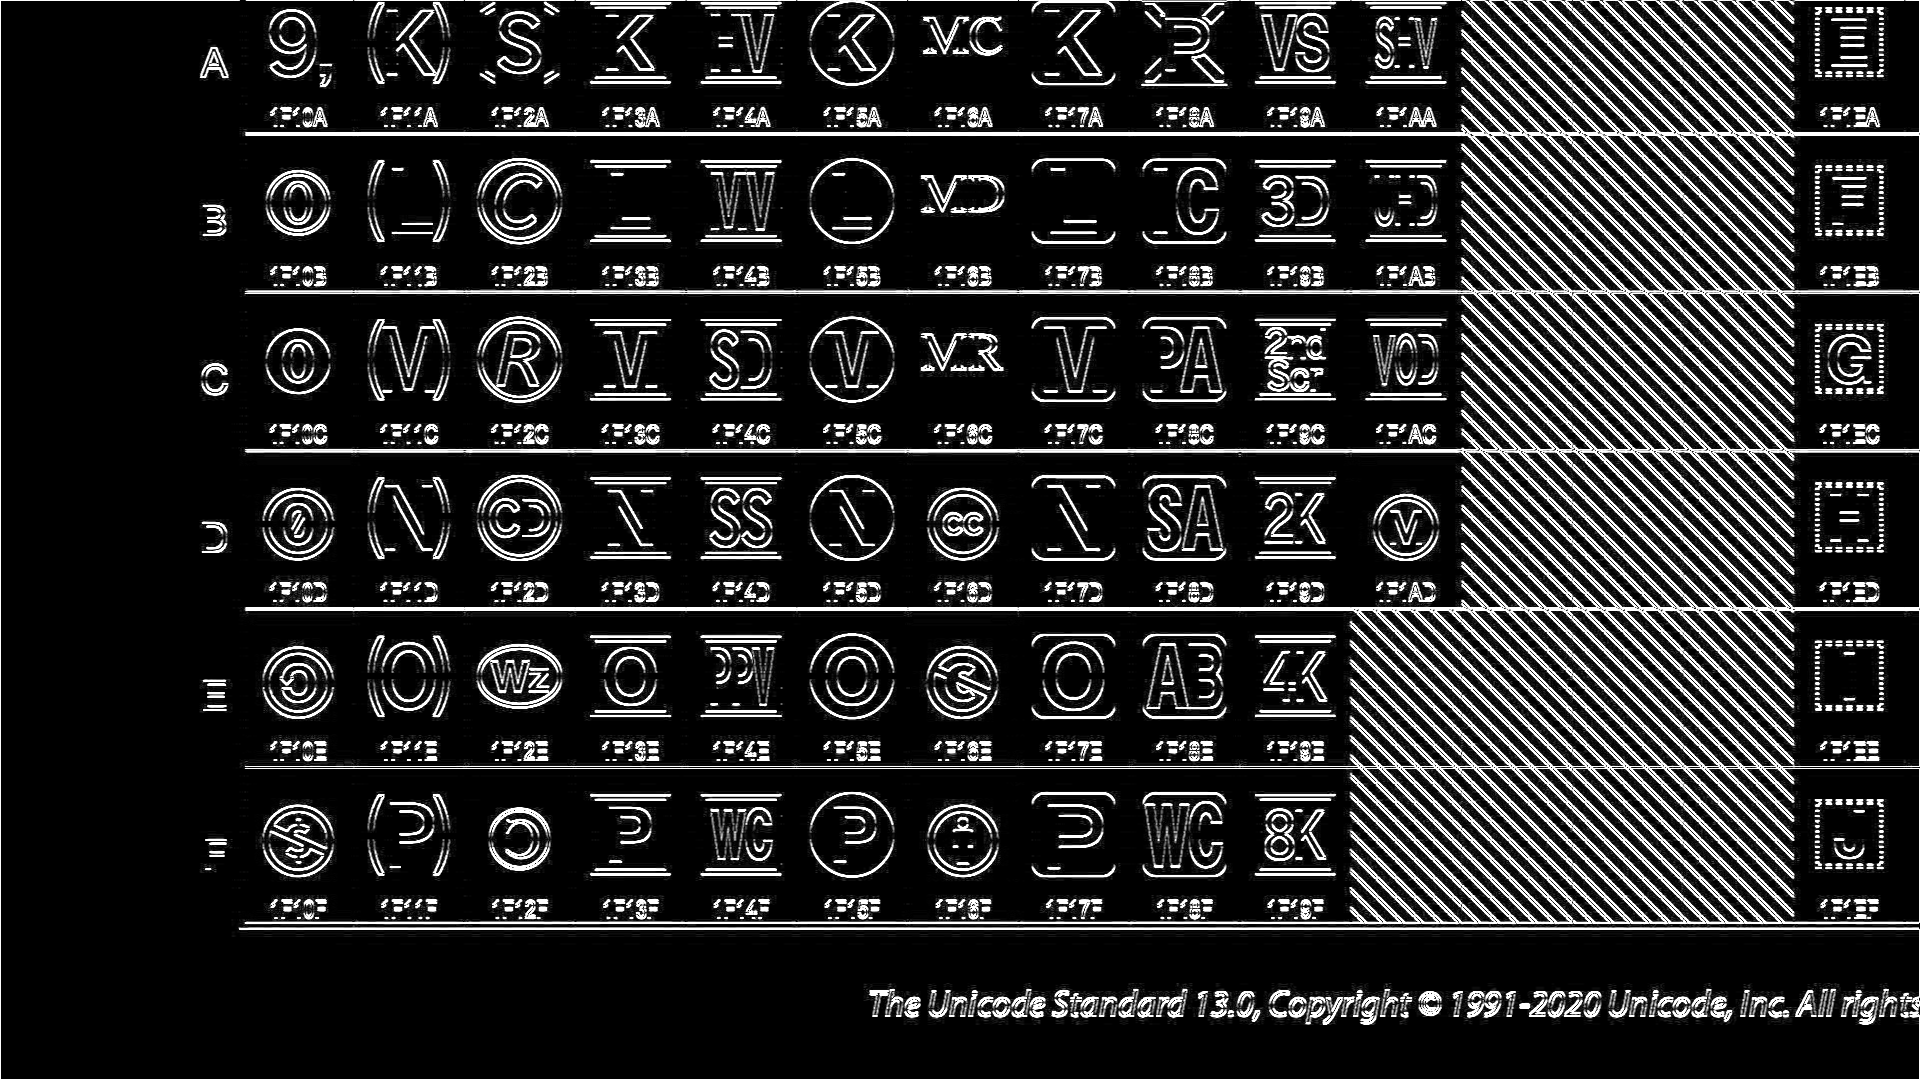 A 9, (K) 〔S〕 K HV K MC K R VS SHV E
1F10A 1F11A 1F12A 1F13A 1F14A 1F15A 1F16A 1F17A 1F18A 1F19A 1F1AA 1F1EA
B 0 (L) C L MV L MD L IC 3D UHD F
1F10B 1F11B 1F12B 1F13B 1F14B 1F15B 1F16B 1F17B 1F18B 1F19B 1F1AB 1F1EB
C 0 (M) R M SD M MR M PA 2nd Scr VOD G
1F10C 1F11C 1F12C 1F13C 1F14C 1F15C 1F16C 1F17C 1F18C 1F19C 1F1AC 1F1EC
D 0 (N) CD N SS N cc N SA 2K M H
1F10D 1F11D 1F12D 1F13D 1F14D 1F15D 1F16D 1F17D 1F18D 1F19D 1F1AD 1F1ED
E (O) Wz O PPV O C O AB 4K I
1F10E 1F11E 1F12E 1F13E 1F14E 1F15E 1F16E 1F17E 1F18E 1F19E 1F1EE
F $ (P) P WC P P WC 8K J
1F10F 1F11F 1F12F 1F13F 1F14F 1F15F 1F16F 1F17F 1F18F 1F19F 1F1EF
The Unicode Standard 13.0, Copyright © 1991-2020 Unicode, Inc. All rights